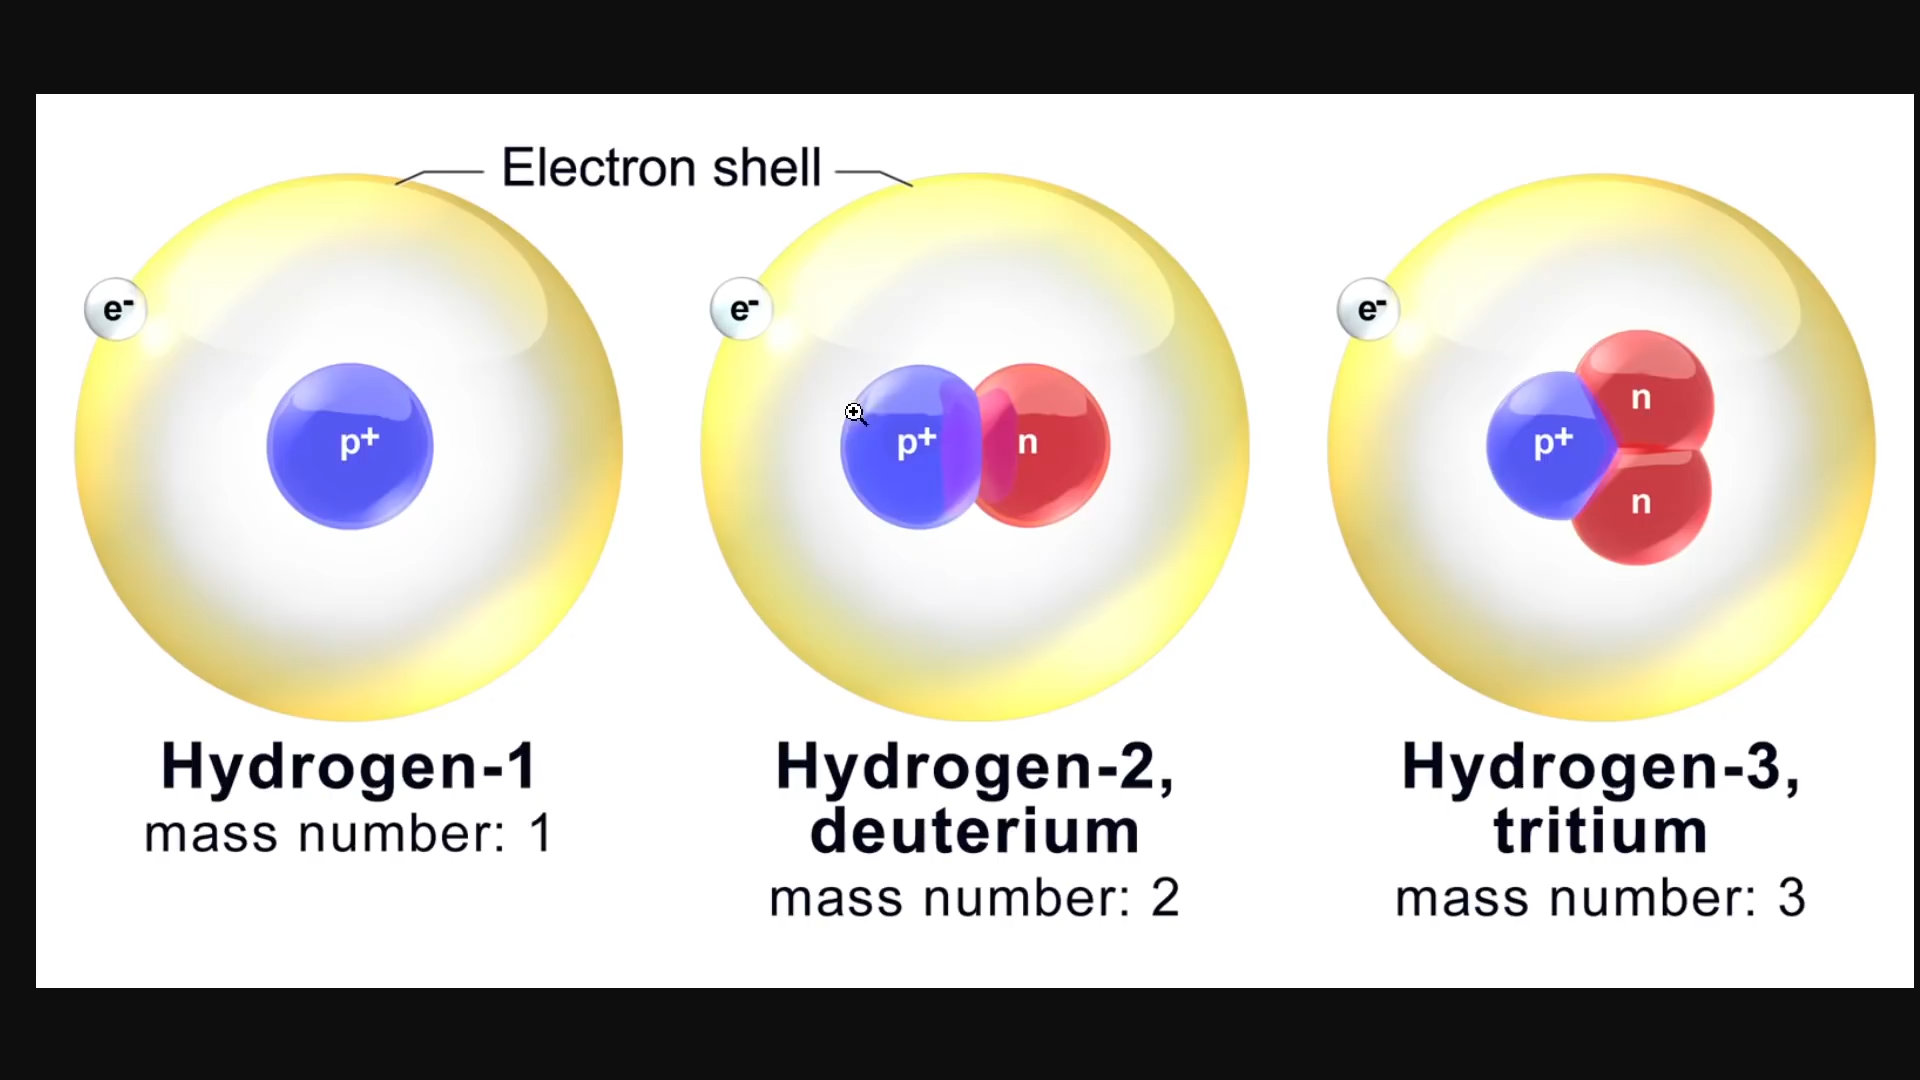 Electron shell
e-
p+
e-
p+ n
e-
n
p+
n
Hydrogen-1
mass number: 1
Hydrogen-2,
deuterium
mass number: 2
Hydrogen-3,
tritium
mass number: 3